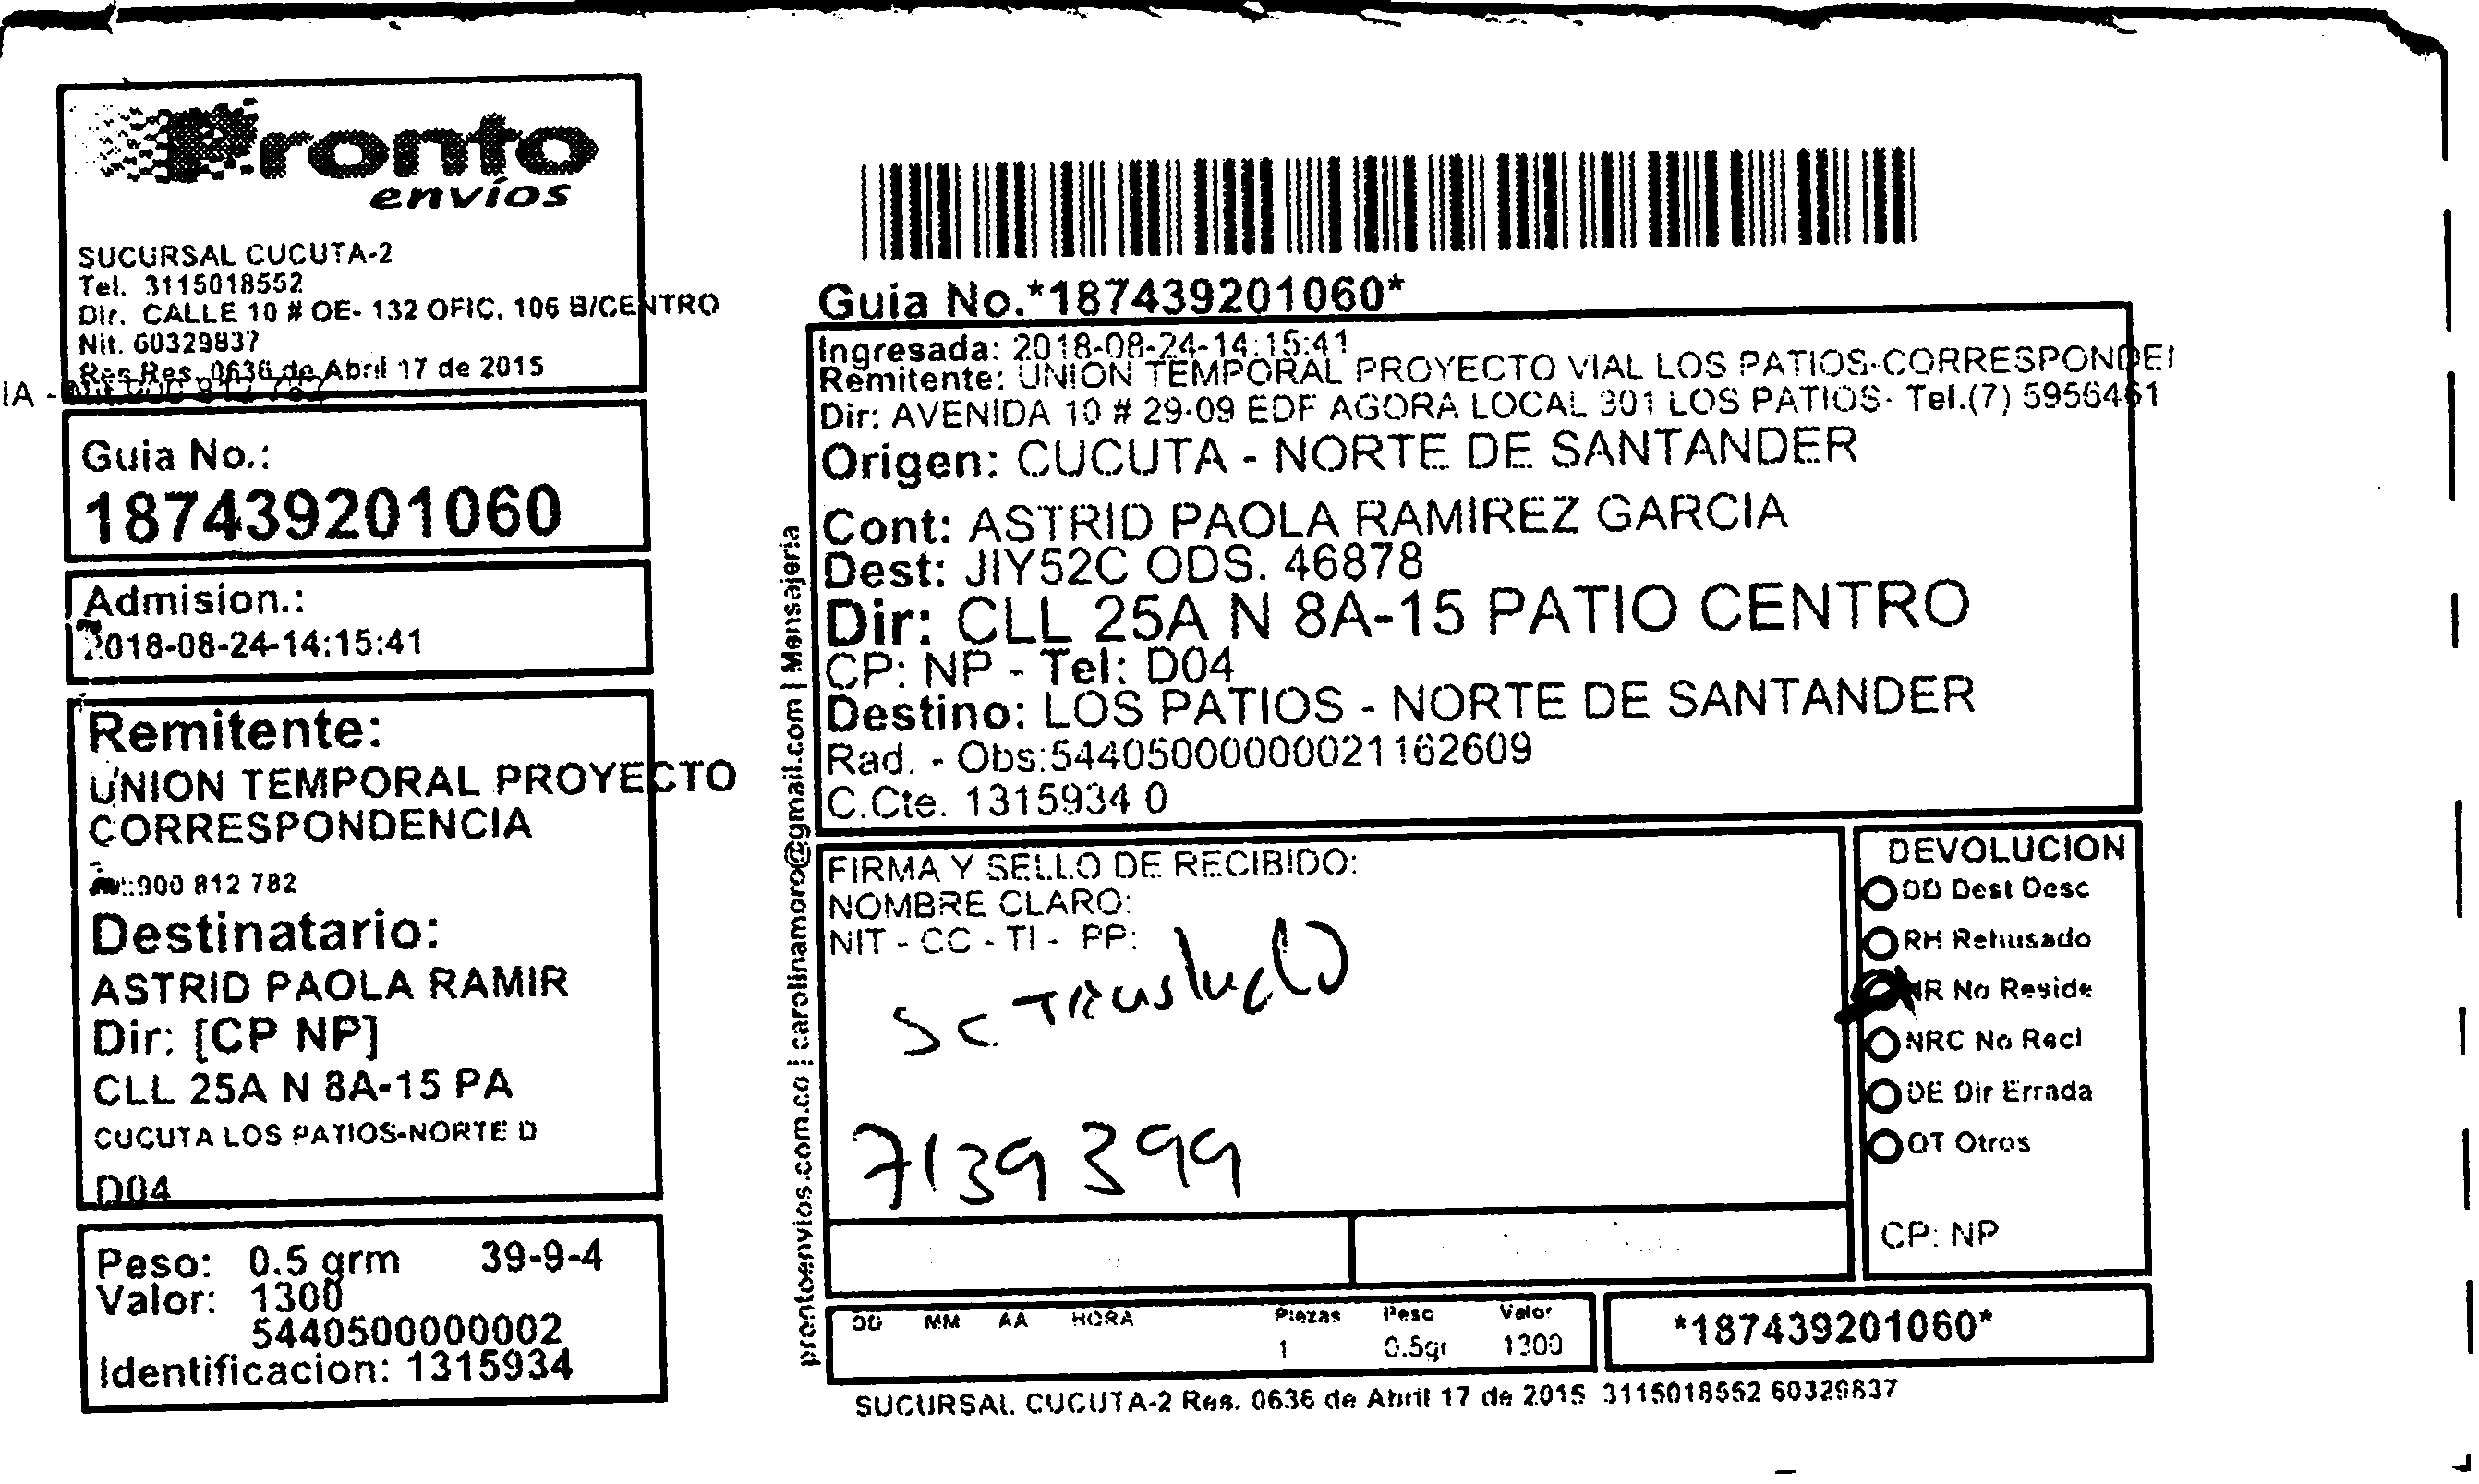 Pronto
envíos
SUCURSAL CUCUTA-2
Tel. 3115018552
Dir. CALLE 10 # OE- 132 OFIC. 106 B/CENTRO
Nit. 60329837
Res. 0636 de Abril 17 de 2015
IA -
Guia No.:
187439201060
Admision.:
2018-08-24-14:15:41
Remitente:
UNION TEMPORAL PROYECTO
CORRESPONDENCIA
900 812 782
Destinatario:
ASTRID PAOLA RAMIR
Dir: [CP NP]
CLL 25A N 8A-15 PA
CUCUTA LOS PATIOS-NORTE D
D04
Peso: 0.5 grm 39-9-4
Valor: 1300
5440500000002
Identificacion: 1315934
prontoenvios.com.co | carolinamoro@gmail.com | Mensajeria
Guia No.*187439201060*
Ingresada: 2018-08-24-14:15:41
Remitente: UNION TEMPORAL PROYECTO VIAL LOS PATIOS-CORRESPONDEI
Dir: AVENIDA 10 # 29-09 EDF AGORA LOCAL 301 LOS PATIOS- Tel.(7) 5956461
Origen: CUCUTA - NORTE DE SANTANDER
Cont: ASTRID PAOLA RAMIREZ GARCIA
Dest: JIY52C ODS. 46878
Dir: CLL 25A N 8A-15 PATIO CENTRO
CP: NP - Tel: D04
Destino: LOS PATIOS - NORTE DE SANTANDER
Rad. - Obs:544050000000021162609
C.Cte. 1315934 0
FIRMA Y SELLO DE RECIBIDO:
NOMBRE CLARO:
NIT - CC - TI - PP:
7139399
DEVOLUCION
DD Dest Desc
RH Rehusado
NR No Reside
NRC No Recl
DE Dir Errada
OT Otros
CP: NP
DD MM AA HORA Piezas Peso Valor
1 0.5gr 1300
*187439201060*
SUCURSAL CUCUTA-2 Res. 0636 de Abril 17 de 2015 3115018552 60329837